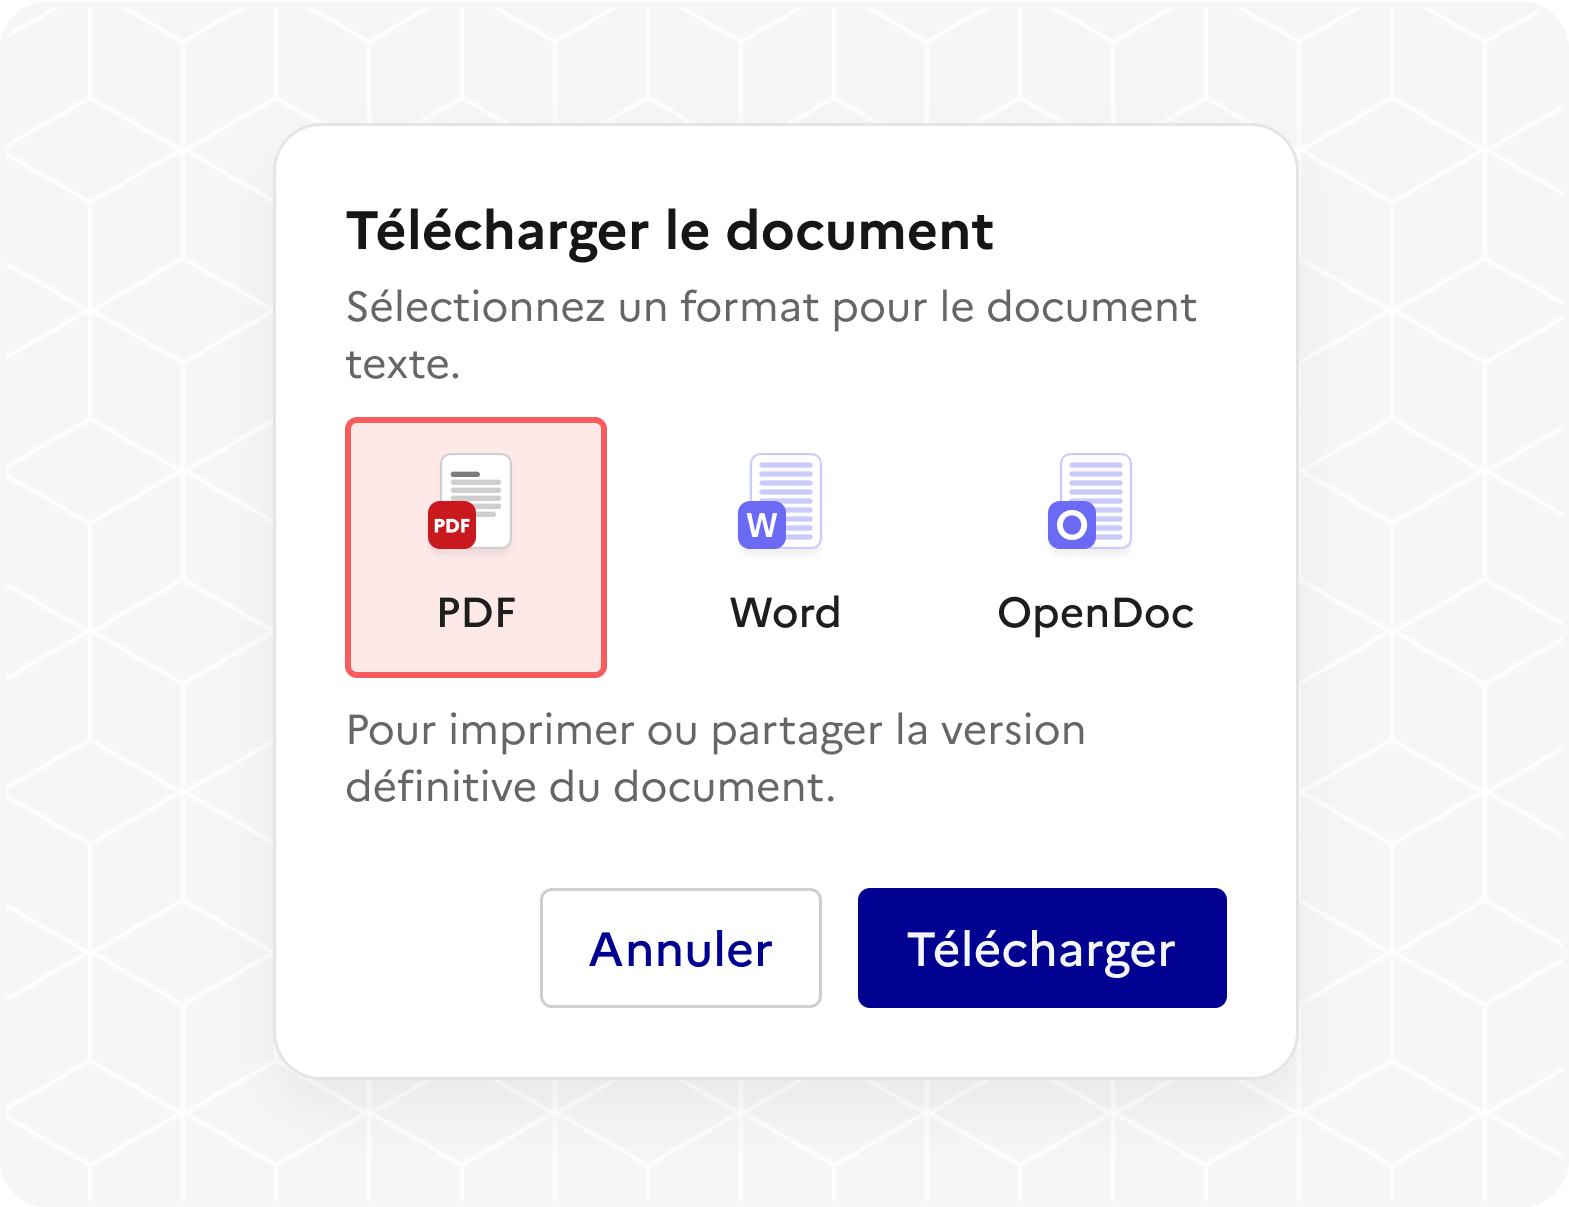 Télécharger le document
Sélectionnez un format pour le document
texte.
PDF
W
O
PDF
Word
OpenDoc
Pour imprimer ou partager la version
définitive du document.
Annuler
Télécharger